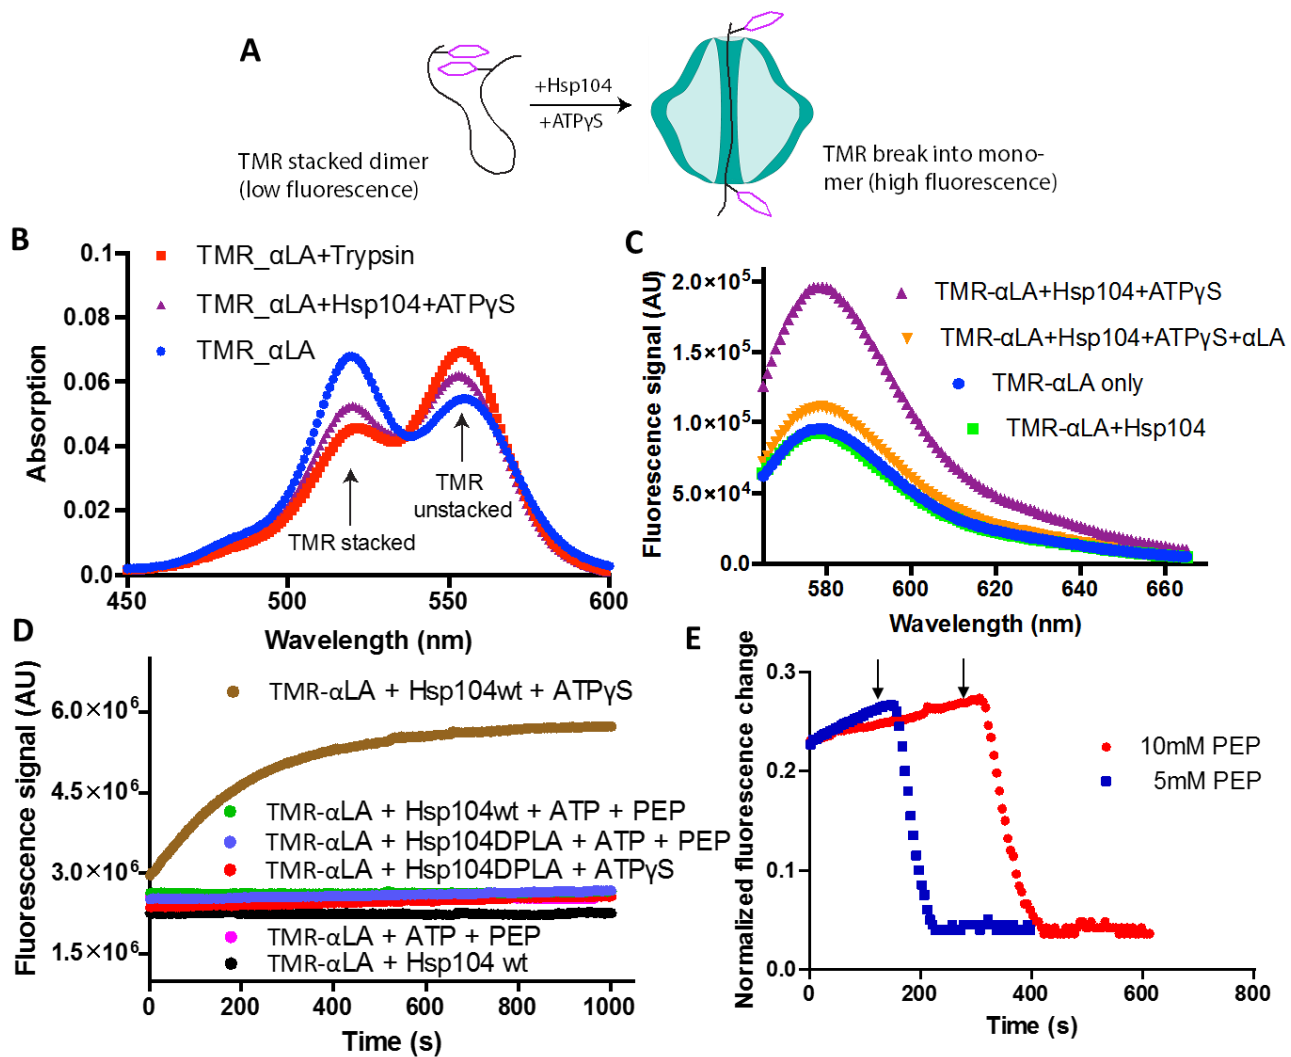 A
+Hsp104
+ATPγS
TMR stacked dimer
(low fluorescence)
TMR break into mono-
mer (high fluorescence)
B
TMR_αLA+Trypsin
TMR_αLA+Hsp104+ATPγS
TMR_αLA
0.1
0.08
0.06
0.04
0.02
0.0
Absorption
TMR stacked
TMR
unstacked
450
500
550
600
Wavelength (nm)
C
Fluorescence signal (AU)
2.0×10⁵
1.5×10⁵
1.0×10⁵
5.0×10⁴
0.0
TMR-αLA+Hsp104+ATPγS
TMR-αLA+Hsp104+ATPγS+αLA
TMR-αLA only
TMR-αLA+Hsp104
580
600
620
640
660
Wavelength (nm)
D
Fluorescence signal (AU)
6.0×10⁶
4.5×10⁶
3.0×10⁶
1.5×10⁶
TMR-αLA + Hsp104wt + ATPγS
TMR-αLA + Hsp104wt + ATP + PEP
TMR-αLA + Hsp104DPLA + ATP + PEP
TMR-αLA + Hsp104DPLA + ATPγS
TMR-αLA + ATP + PEP
TMR-αLA + Hsp104 wt
0
200
400
600
800
1000
Time (s)
E
Normalized fluorescence change
0.3
0.2
0.1
0.0
10mM PEP
5mM PEP
0
200
400
600
800
Time (s)